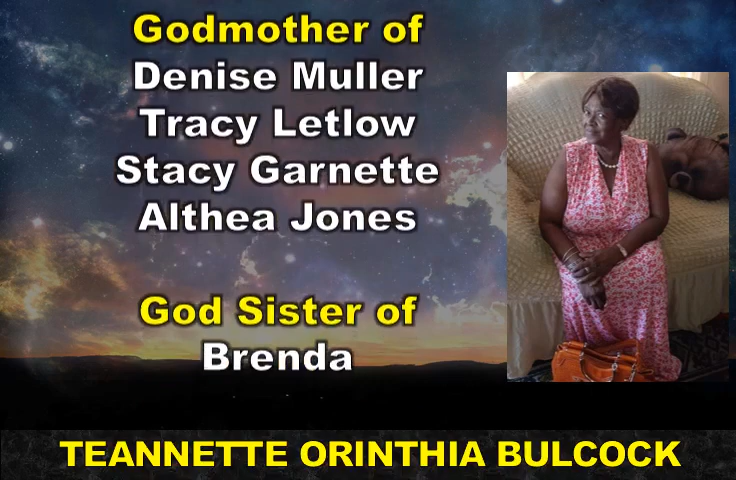 Godmother of
Denise Muller
Tracy Letlow
Stacy Garnette
Althea Jones
God Sister of
Brenda
TEANNETTE ORINTHIA BULCOCK